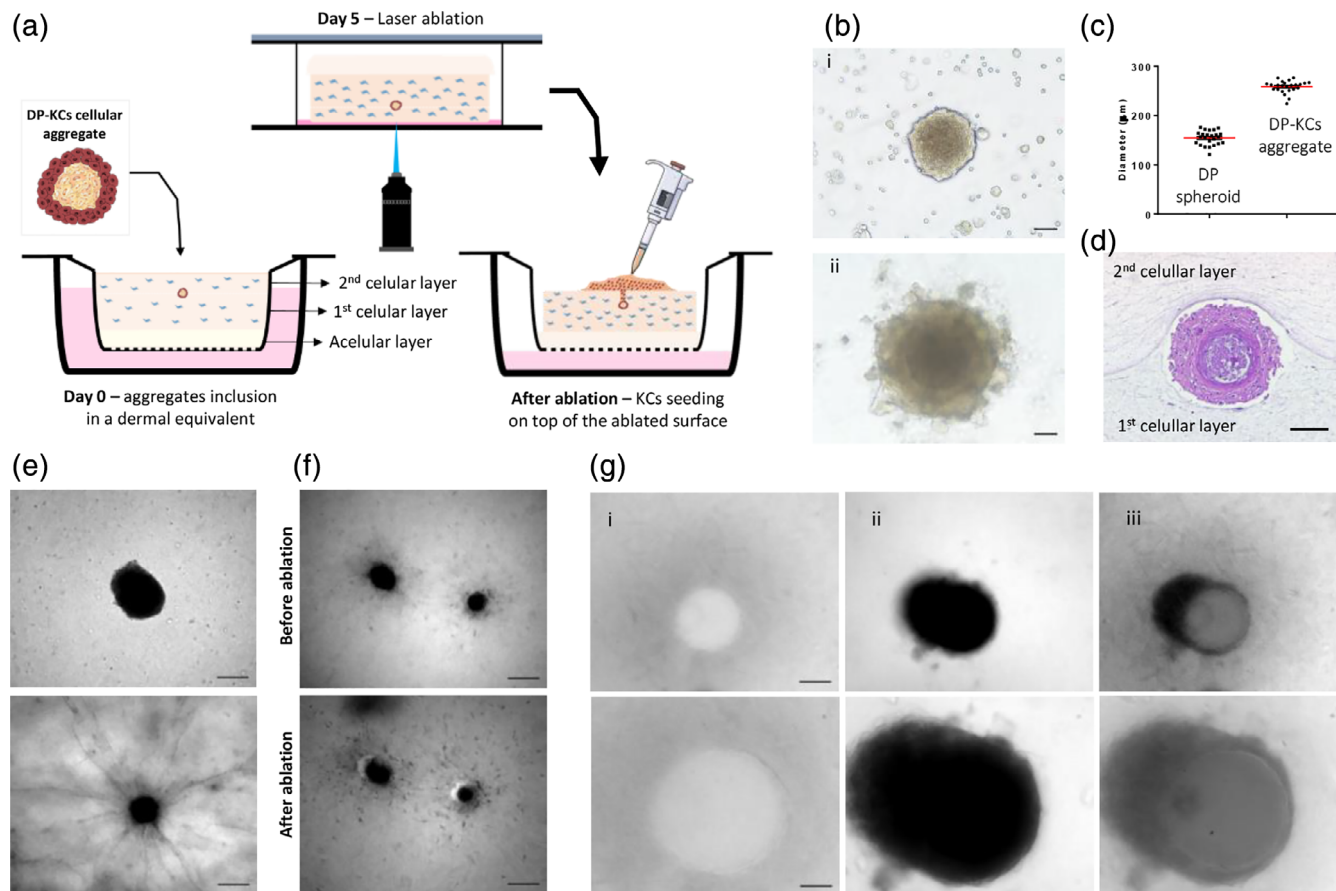 (a)
Day 5 – Laser ablation
DP-KCs cellular
aggregate
2nd celular layer
1st celular layer
Acelular layer
Day 0 – aggregates inclusion
in a dermal equivalent
After ablation – KCs seeding
on top of the ablated surface
(b)
i
ii
(c)
Diameter (µm)
300
200
100
0
DP
spheroid
DP-KCs
aggregate
(d)
2nd celullar layer
1st celullar layer
(e)
(f)
Before ablation
After ablation
(g)
i
ii
iii